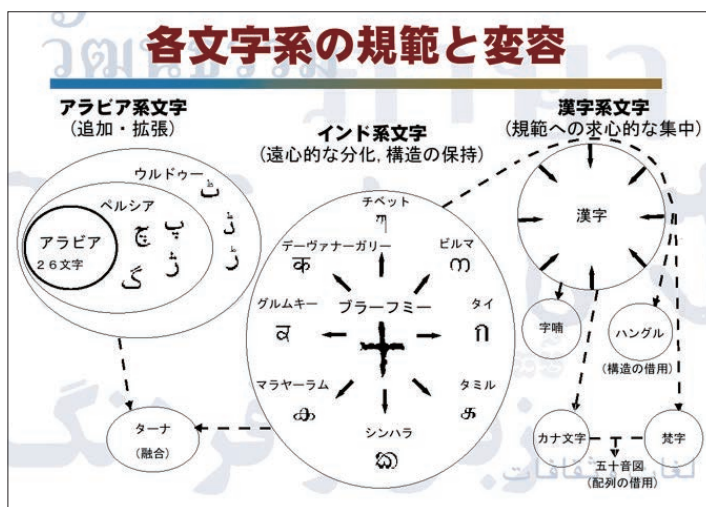 各文字系の規範と変容
アラビア系文字
(追加・拡張)
ウルドゥー
ٹ
ڈ
ڑ
ペルシア
پ
چ
ژ
گ
アラビア
26文字
インド系文字
(遠心的な分化, 構造の保持)
チベット
ཀ
デーヴァナーガリー
क
ビルマ
က
グルムキー
ਕ
ブラーフミー
タイ
ก
マラヤーラム
ക
タミル
க
シンハラ
ක
漢字系文字
(規範への求心的な集中)
漢字
字喃
ハングル
(構造の借用)
カナ文字
梵字
五十音図
(配列の借用)
ターナ
(融合)